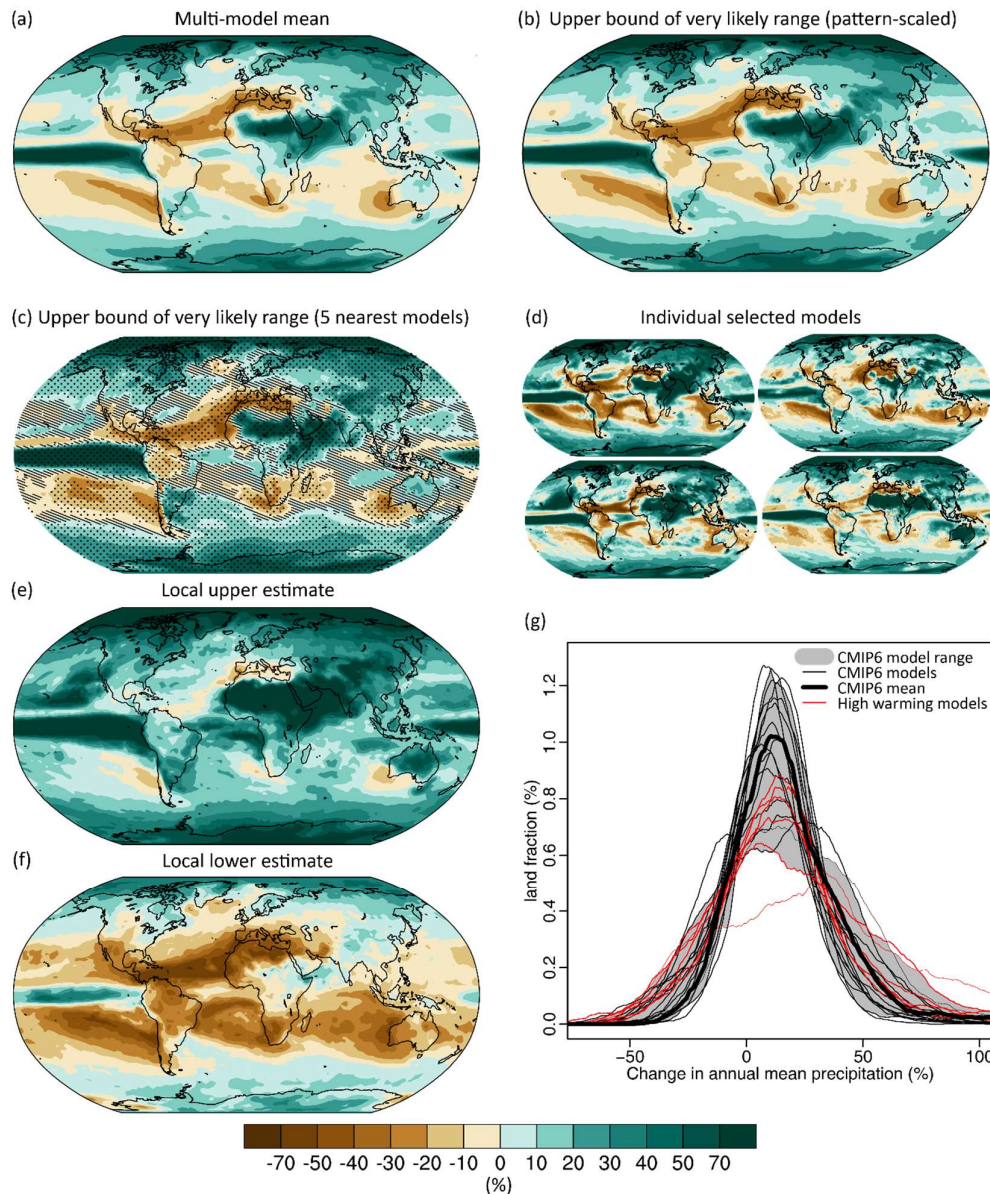 (a) Multi-model mean
(b) Upper bound of very likely range (pattern-scaled)
(c) Upper bound of very likely range (5 nearest models)
(d) Individual selected models
(e) Local upper estimate
(f) Local lower estimate
(g)
CMIP6 model range
CMIP6 models
CMIP6 mean
High warming models
land fraction (%)
1.2
1.0
0.8
0.6
0.4
0.2
0.0
−50 0 50 100
Change in annual mean precipitation (%)
-70 -50 -40 -30 -20 -10 0 10 20 30 40 50 70
(%)